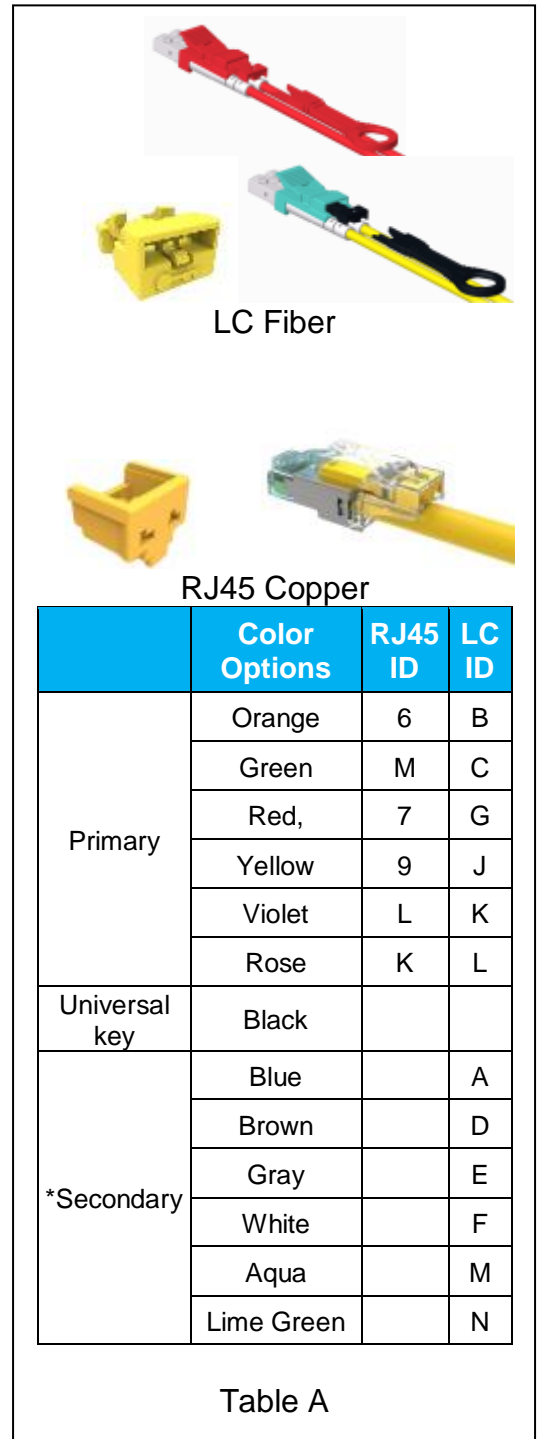 LC Fiber
RJ45 Copper
Color Options RJ45 ID LC ID
Primary Orange 6 B
Green M C
Red, 7 G
Yellow 9 J
Violet L K
Rose K L
Universal key Black
*Secondary Blue A
Brown D
Gray E
White F
Aqua M
Lime Green N
Table A